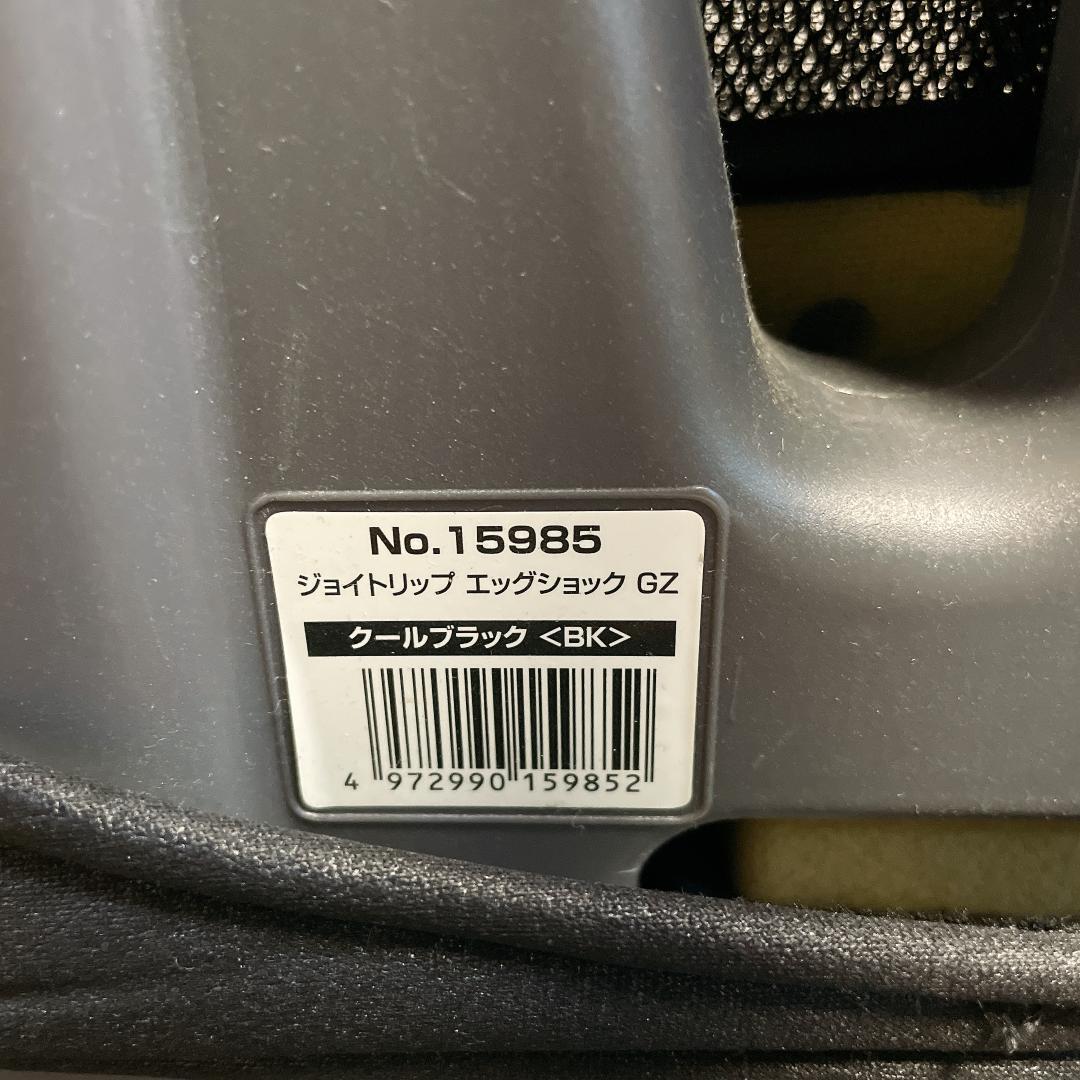 No.15985
ジョイトリップ エッグショック GZ
クールブラック <BK>
4 972990 159852